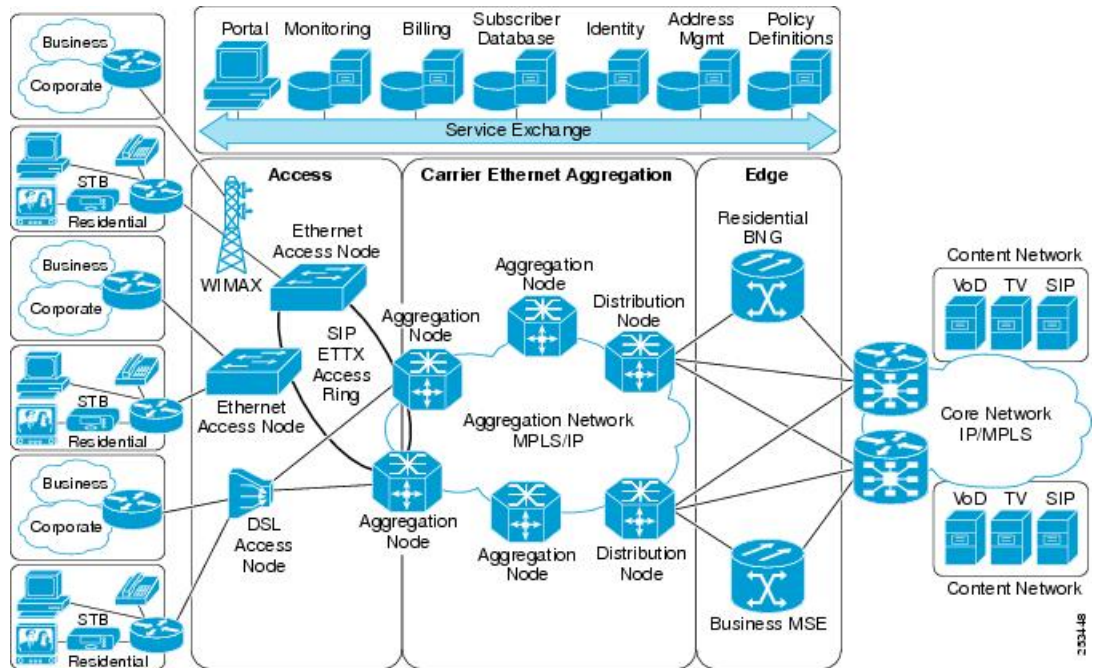 Portal
Monitoring
Billing
Subscriber
Database
Identity
Address
Mgmt
Policy
Definitions
Service Exchange
Business
Corporate
STB
Residential
Business
Corporate
STB
Residential
Business
Corporate
STB
Residential
Access
WIMAX
Ethernet
Access Node
SIP
ETTX
Access
Ring
Ethernet
Access Node
DSL
Access
Node
Carrier Ethernet Aggregation
Aggregation
Node
Aggregation
Node
Distribution
Node
Aggregation Network
MPLS/IP
Aggregation
Node
Aggregation
Node
Distribution
Node
Edge
Residential
BNG
Business MSE
Content Network
VoD TV SIP
Core Network
IP/MPLS
VoD TV SIP
Content Network
253448